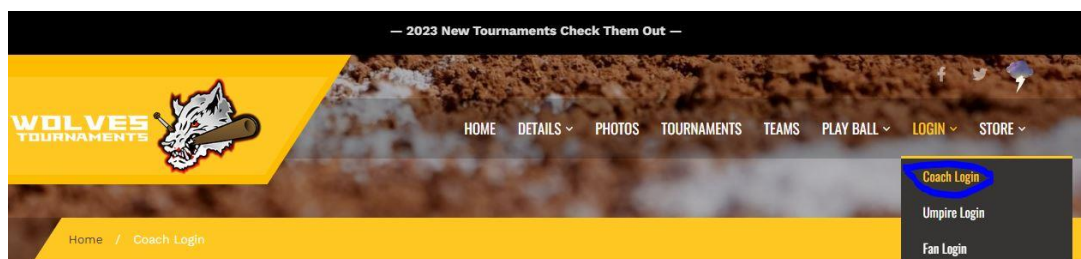 — 2023 New Tournaments Check Them Out —
WOLVES
TOURNAMENTS
HOME DETAILS PHOTOS TOURNAMENTS TEAMS PLAY BALL LOGIN STORE
Coach Login
Umpire Login
Fan Login
Home / Coach Login